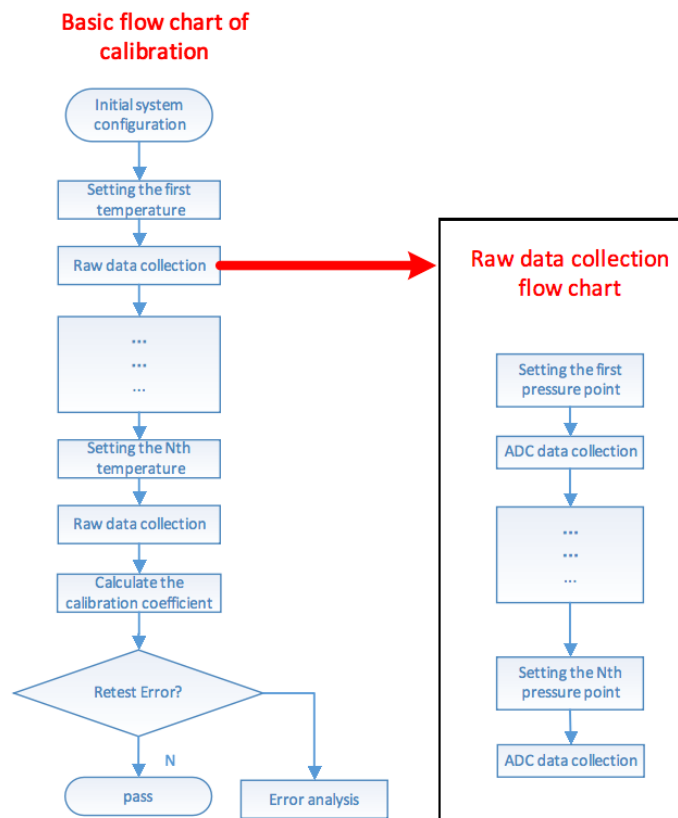 Basic flow chart of
calibration
Initial system
configuration
Setting the first
temperature
Raw data collection
...
...
...
Setting the Nth
temperature
Raw data collection
Calculate the
calibration coefficient
Retest Error?
N
pass
Error analysis
Raw data collection
flow chart
Setting the first
pressure point
ADC data collection
...
...
...
Setting the Nth
pressure point
ADC data collection